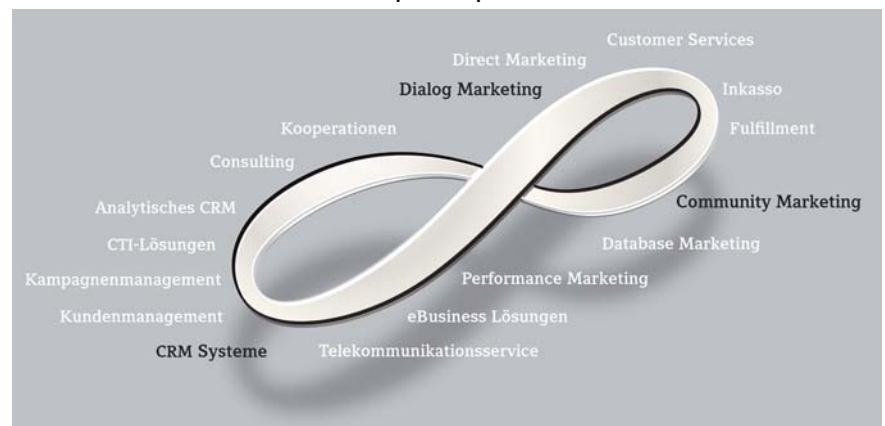 Customer Services
Direct Marketing
Dialog Marketing
Inkasso
Kooperationen
Fulfillment
Consulting
Community Marketing
Analytisches CRM
CTI-Lösungen
Database Marketing
Kampagnenmanagement
Performance Marketing
Kundenmanagement
eBusiness Lösungen
CRM Systeme
Telekommunikationsservice